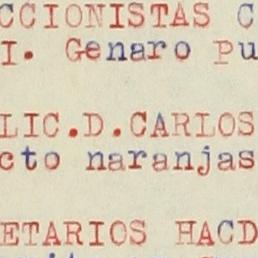 CCIONISTAS C
I. Genaro Pu
LIC.D.CARLOS
cto naranjas
ETARIOS HACD